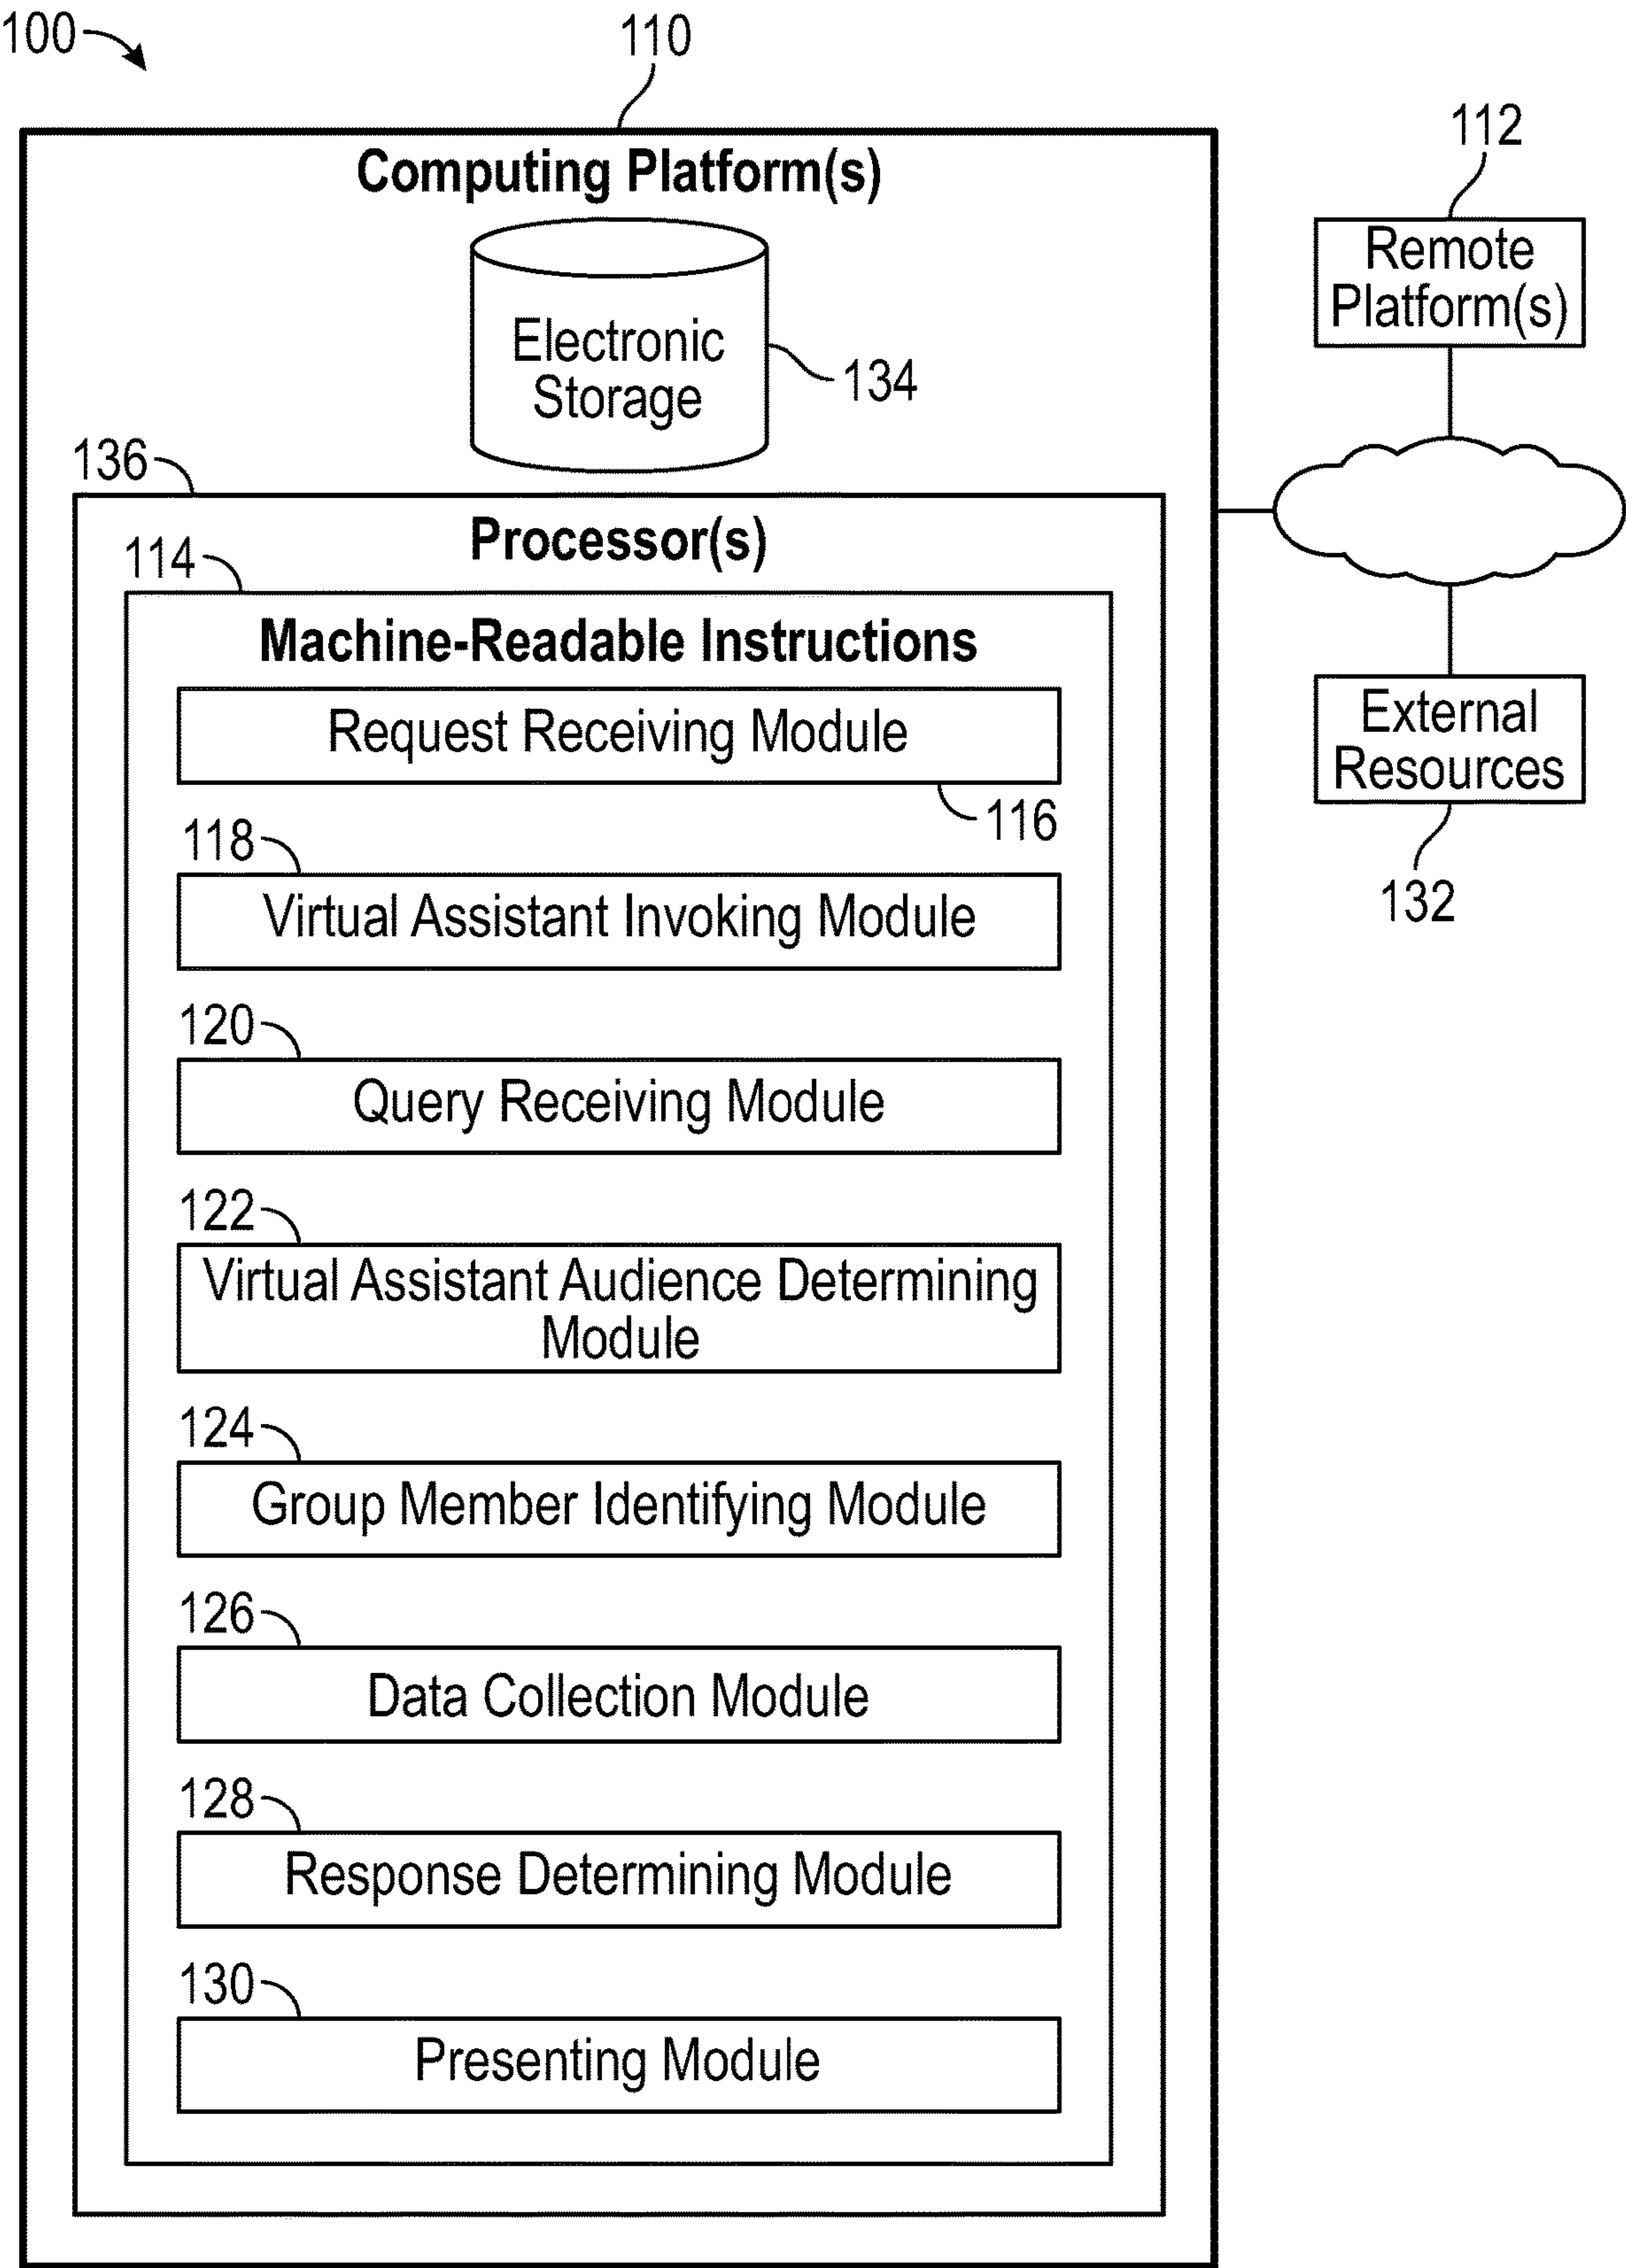 100
110
Computing Platform(s)
112
Remote
Platform(s)
Electronic
Storage
134
136
Processor(s)
114
Machine-Readable Instructions
Request Receiving Module
116
External
Resources
132
118
Virtual Assistant Invoking Module
120
Query Receiving Module
122
Virtual Assistant Audience Determining
Module
124
Group Member Identifying Module
126
Data Collection Module
128
Response Determining Module
130
Presenting Module